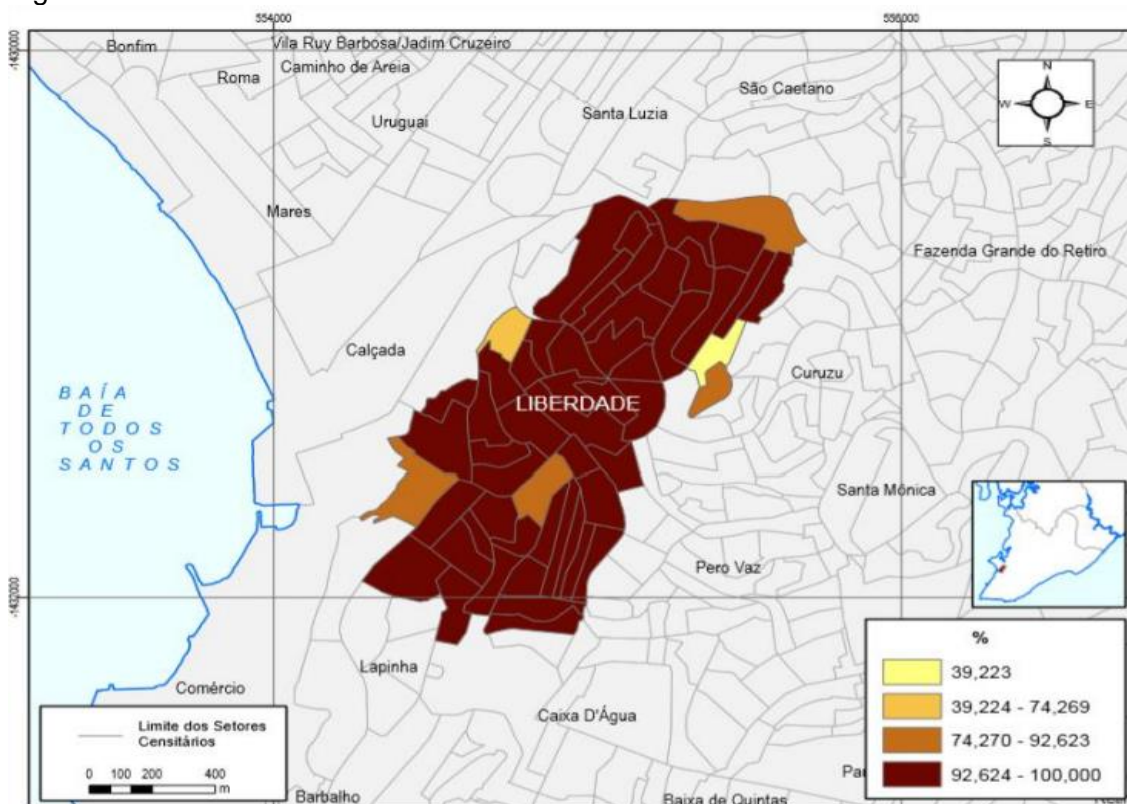 554000
556000
-1430000
Bonfim
Vila Ruy Barbosa/Jadim Cruzeiro
Roma
Caminho de Areia
São Caetano
N
W
E
S
Santa Luzia
Uruguai
Mares
Fazenda Grande do Retiro
Calçada
Curuzu
BAÍA
DE
TODOS
OS
SANTOS
LIBERDADE
Santa Mônica
Pero Vaz
-1432000
Lapinha
Comércio
Caixa D'Água
Barbalho
Baixa de Quintas
Limite dos Setores
Censitários
0 100 200 400
m
%
39,223
39,224 - 74,269
74,270 - 92,623
92,624 - 100,000